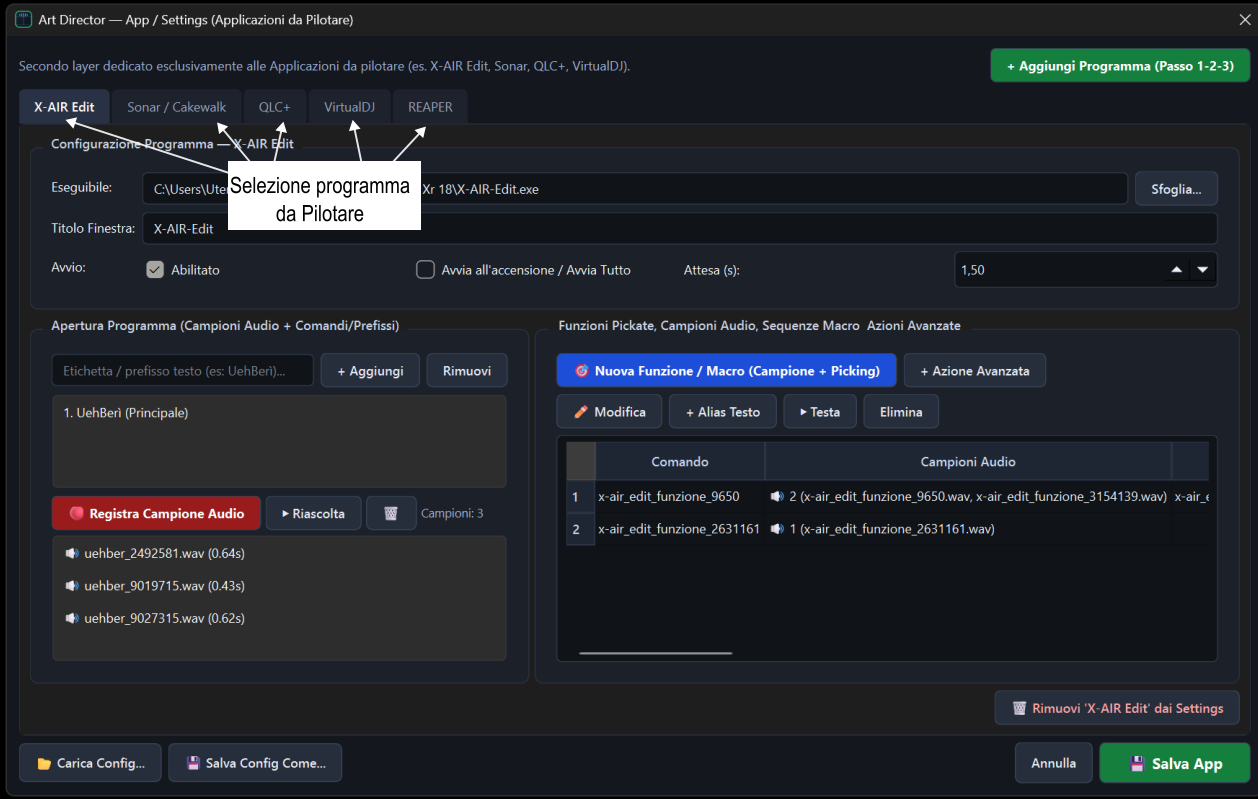 Art Director — App / Settings (Applicazioni da Pilotare)
Secondo layer dedicato esclusivamente alle Applicazioni da pilotare (es. X-AIR Edit, Sonar, QLC+, VirtualDJ).
+ Aggiungi Programma (Passo 1-2-3)
X-AIR Edit
Sonar / Cakewalk
QLC+
VirtualDJ
REAPER
Configurazione Programma — X-AIR Edit
Selezione programma
da Pilotare
Eseguibile:
C:\Users\Ute
Xr 18\X-AIR-Edit.exe
Sfoglia...
Titolo Finestra:
X-AIR-Edit
Avvio:
Abilitato
Avvia all'accensione / Avvia Tutto
Attesa (s):
1,50
Apertura Programma (Campioni Audio + Comandi/Prefissi)
Etichetta / prefisso testo (es: UehBerì)...
+ Aggiungi
Rimuovi
1. UehBerì (Principale)
Registra Campione Audio
Riascolta
Campioni: 3
uehber_2492581.wav (0.64s)
uehber_9019715.wav (0.43s)
uehber_9027315.wav (0.62s)
Funzioni Pickate, Campioni Audio, Sequenze Macro Azioni Avanzate
Nuova Funzione / Macro (Campione + Picking)
+ Azione Avanzata
Modifica
+ Alias Testo
Testa
Elimina
Comando
Campioni Audio
1 x-air_edit_funzione_9650 2 (x-air_edit_funzione_9650.wav, x-air_edit_funzione_3154139.wav) x-air_e
2 x-air_edit_funzione_2631161 1 (x-air_edit_funzione_2631161.wav)
Rimuovi 'X-AIR Edit' dai Settings
Carica Config...
Salva Config Come...
Annulla
Salva App